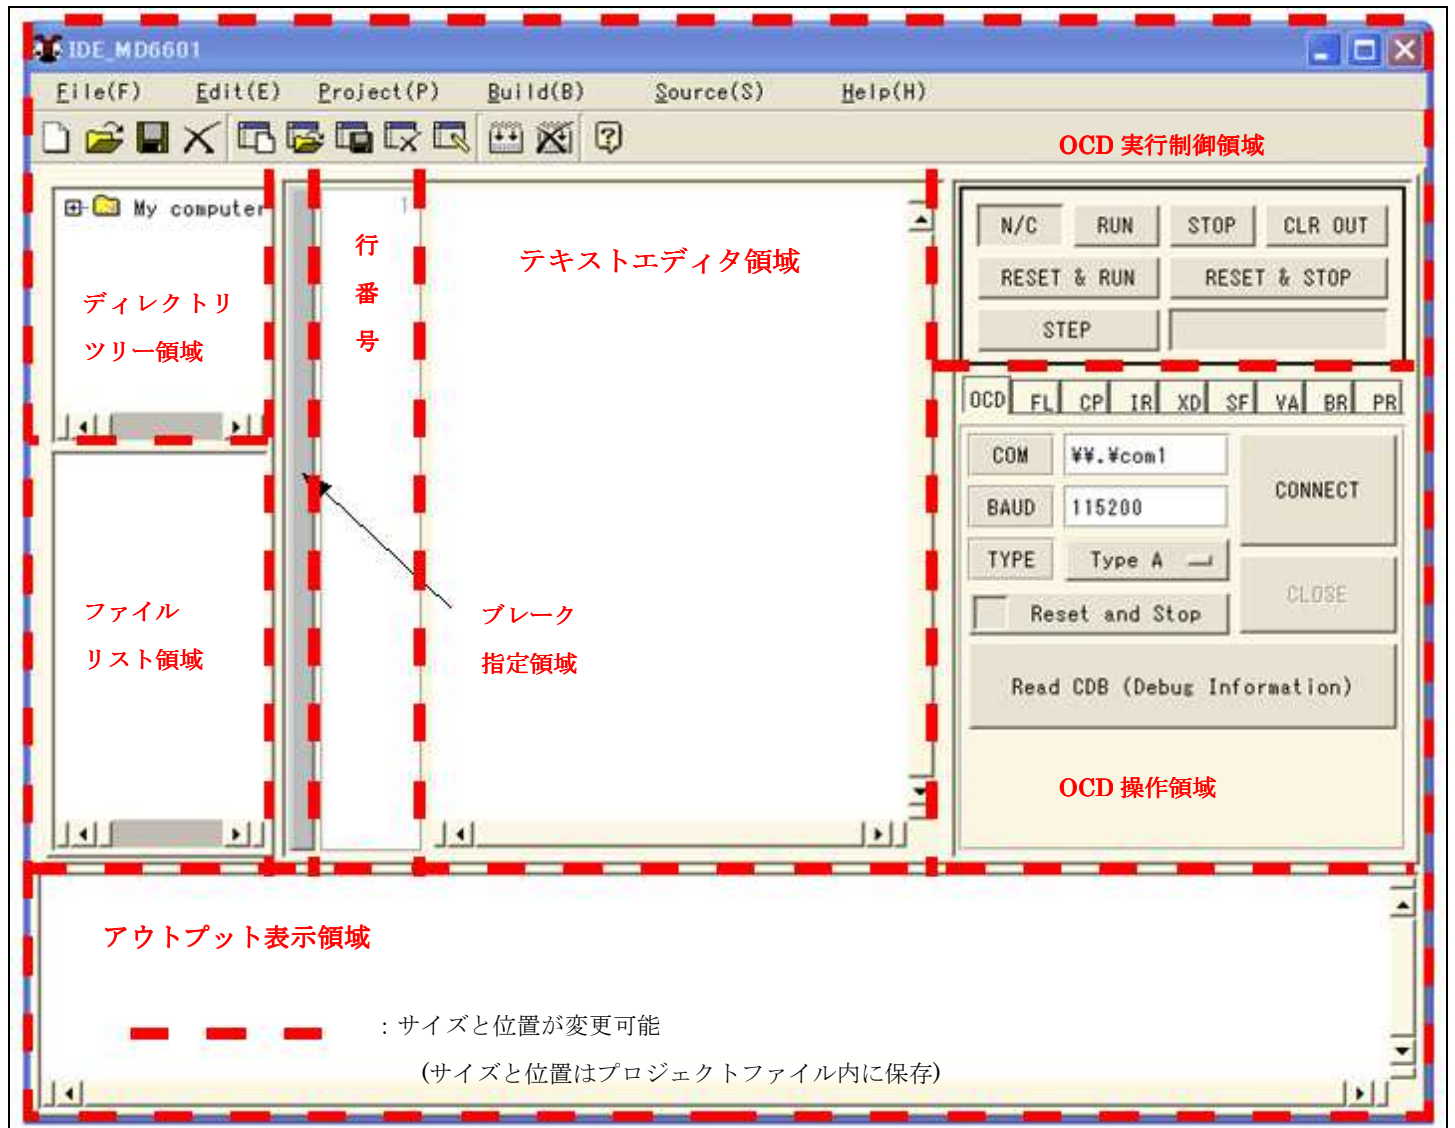 IDE_MD6601
File(F) Edit(E) Project(P) Build(B) Source(S) Help(H)
OCD 実行制御領域
My computer
1
行
番
号
テキストエディタ領域
ディレクトリ
ツリー領域
N/C RUN STOP CLR OUT
RESET & RUN RESET & STOP
STEP
OCD FL CP IR XD SF VA BR PR
COM ¥¥.¥com1
CONNECT
BAUD 115200
TYPE Type A
CLOSE
Reset and Stop
Read CDB (Debug Information)
OCD 操作領域
ファイル
リスト領域
ブレーク
指定領域
アウトプット表示領域
：サイズと位置が変更可能
(サイズと位置はプロジェクトファイル内に保存)